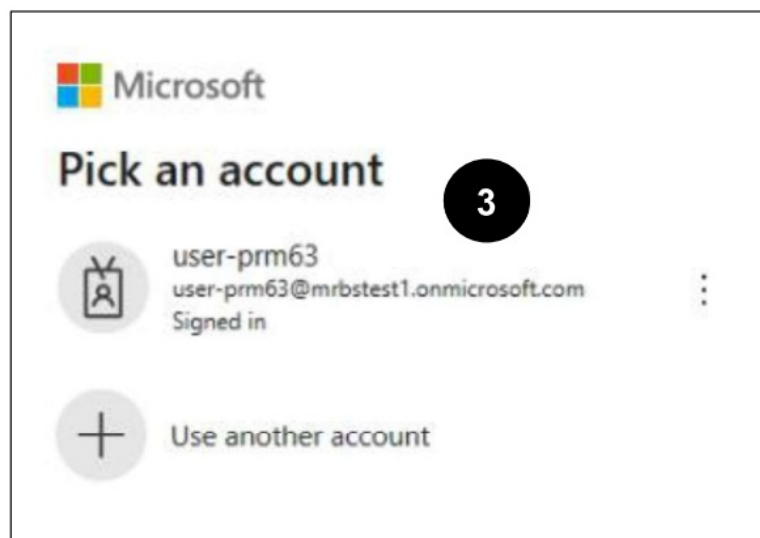 Microsoft
Pick an account
3
user-prm63
user-prm63@mrbstest1.onmicrosoft.com
Signed in
Use another account